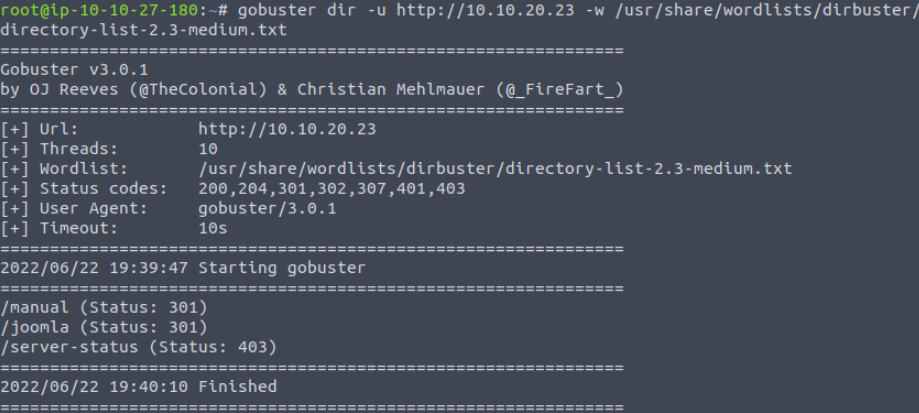 root@ip-10-10-27-180:~# gobuster dir -u http://10.10.20.23 -w /usr/share/wordlists/dirbuster/
directory-list-2.3-medium.txt
===============================================================
Gobuster v3.0.1
by OJ Reeves (@TheColonial) & Christian Mehlmauer (@_FireFart_)
===============================================================
[+] Url:            http://10.10.20.23
[+] Threads:        10
[+] Wordlist:       /usr/share/wordlists/dirbuster/directory-list-2.3-medium.txt
[+] Status codes:   200,204,301,302,307,401,403
[+] User Agent:     gobuster/3.0.1
[+] Timeout:        10s
===============================================================
2022/06/22 19:39:47 Starting gobuster
===============================================================
/manual (Status: 301)
/joomla (Status: 301)
/server-status (Status: 403)
===============================================================
2022/06/22 19:40:10 Finished
===============================================================